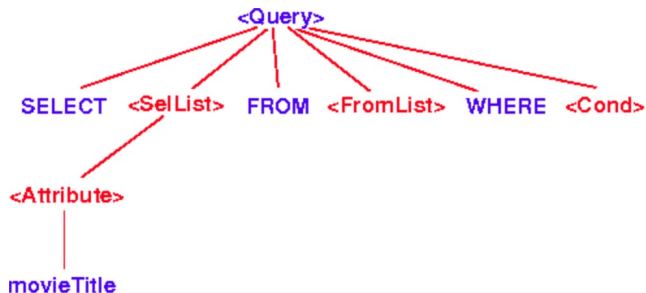 <Query>
SELECT <SelList> FROM <FromList> WHERE <Cond>
<Attribute>
movieTitle